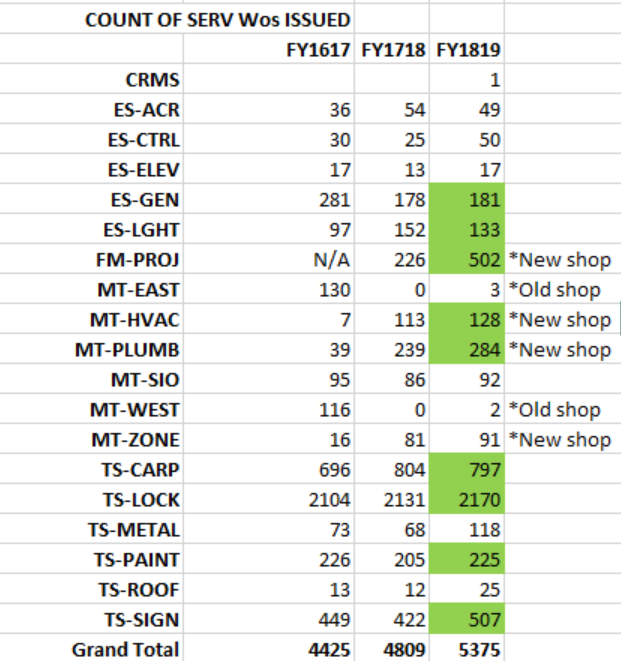 COUNT OF SERV Wos ISSUED
FY1617 FY1718 FY1819
CRMS 1
ES-ACR 36 54 49
ES-CTRL 30 25 50
ES-ELEV 17 13 17
ES-GEN 281 178 181
ES-LGHT 97 152 133
FM-PROJ N/A 226 502 *New shop
MT-EAST 130 0 3 *Old shop
MT-HVAC 7 113 128 *New shop
MT-PLUMB 39 239 284 *New shop
MT-SIO 95 86 92
MT-WEST 116 0 2 *Old shop
MT-ZONE 16 81 91 *New shop
TS-CARP 696 804 797
TS-LOCK 2104 2131 2170
TS-METAL 73 68 118
TS-PAINT 226 205 225
TS-ROOF 13 12 25
TS-SIGN 449 422 507
Grand Total 4425 4809 5375